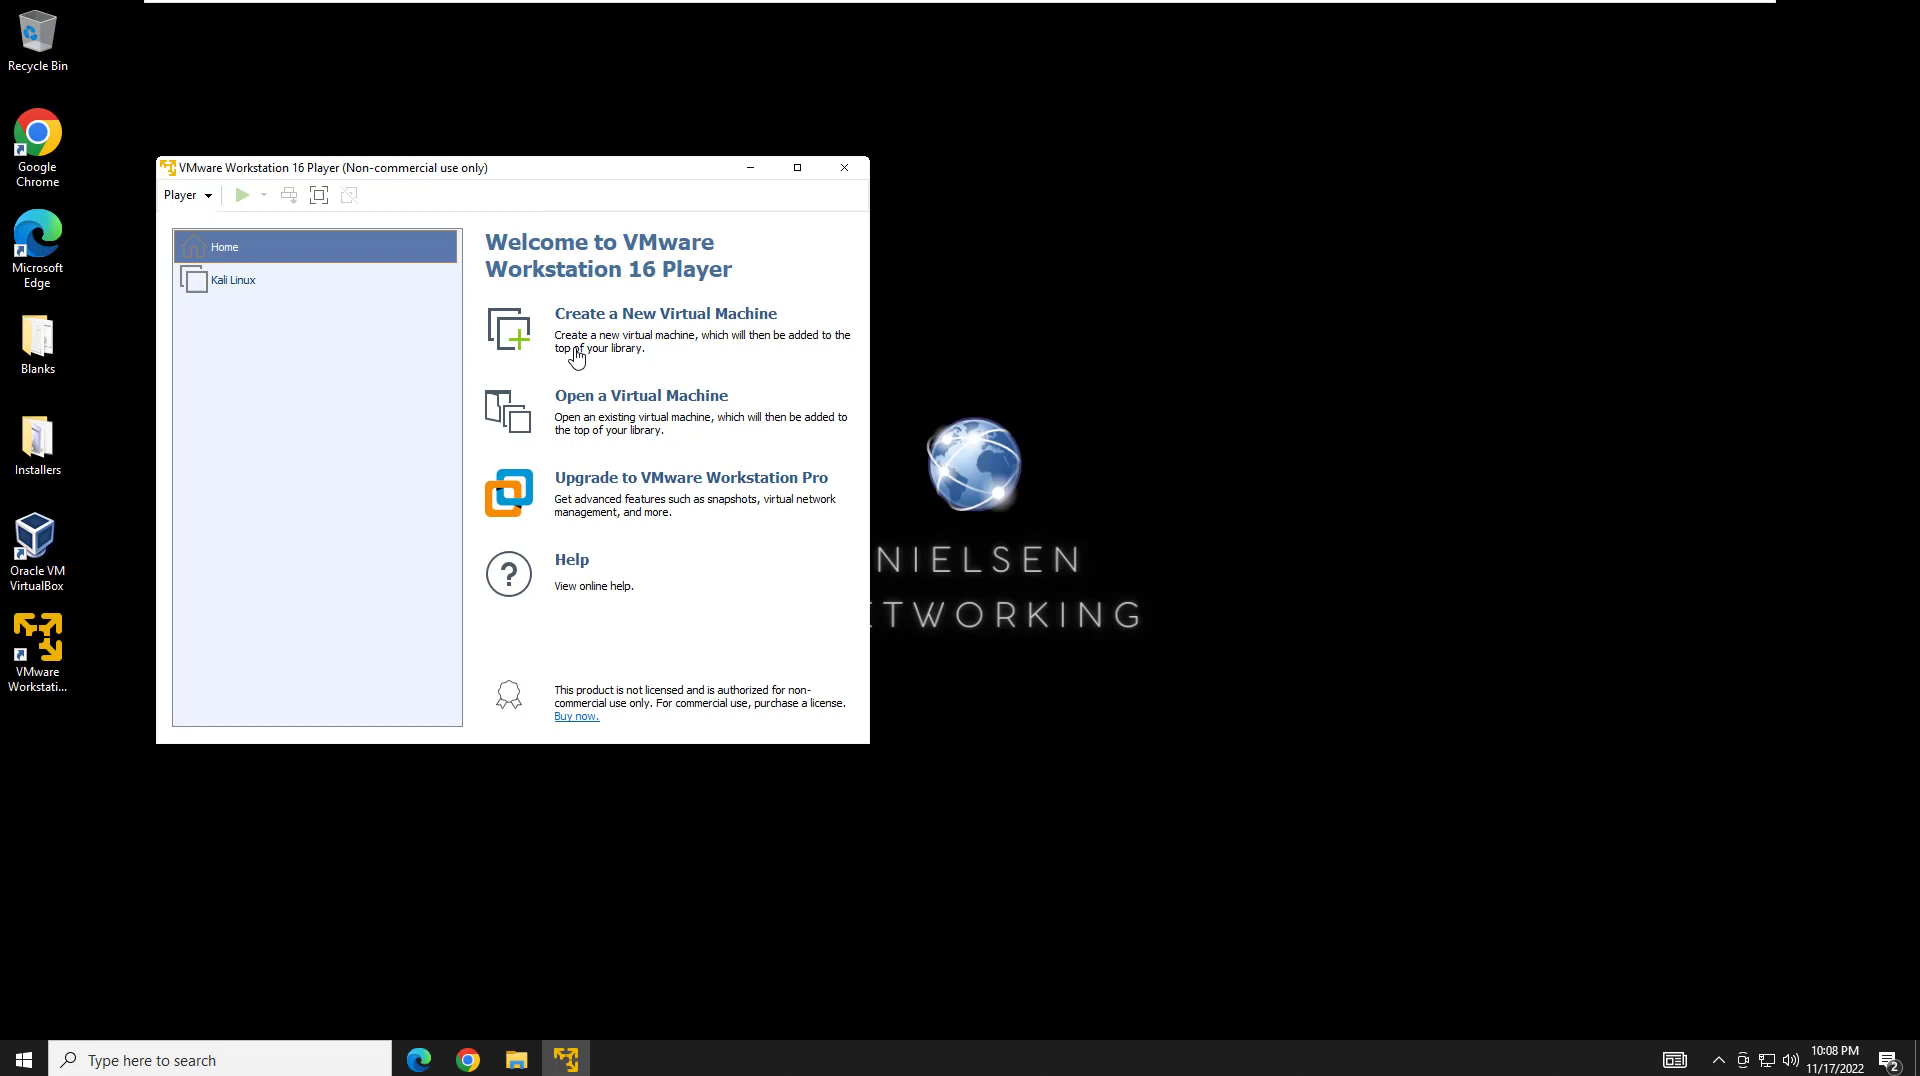 Recycle Bin
Google
Chrome
Microsoft
Edge
Blanks
Installers
Oracle VM
VirtualBox
VMware
Workstati...
VMware Workstation 16 Player (Non-commercial use only)
Player
Home
Kali Linux
Welcome to VMware
Workstation 16 Player
Create a New Virtual Machine
Create a new virtual machine, which will then be added to the
top of your library.
Open a Virtual Machine
Open an existing virtual machine, which will then be added to
the top of your library.
Upgrade to VMware Workstation Pro
Get advanced features such as snapshots, virtual network
management, and more.
?
Help
View online help.
This product is not licensed and is authorized for non-
commercial use only. For commercial use, purchase a license.
Buy now.
NIELSEN
ETWORKING
Type here to search
10:08 PM
11/17/2022
2